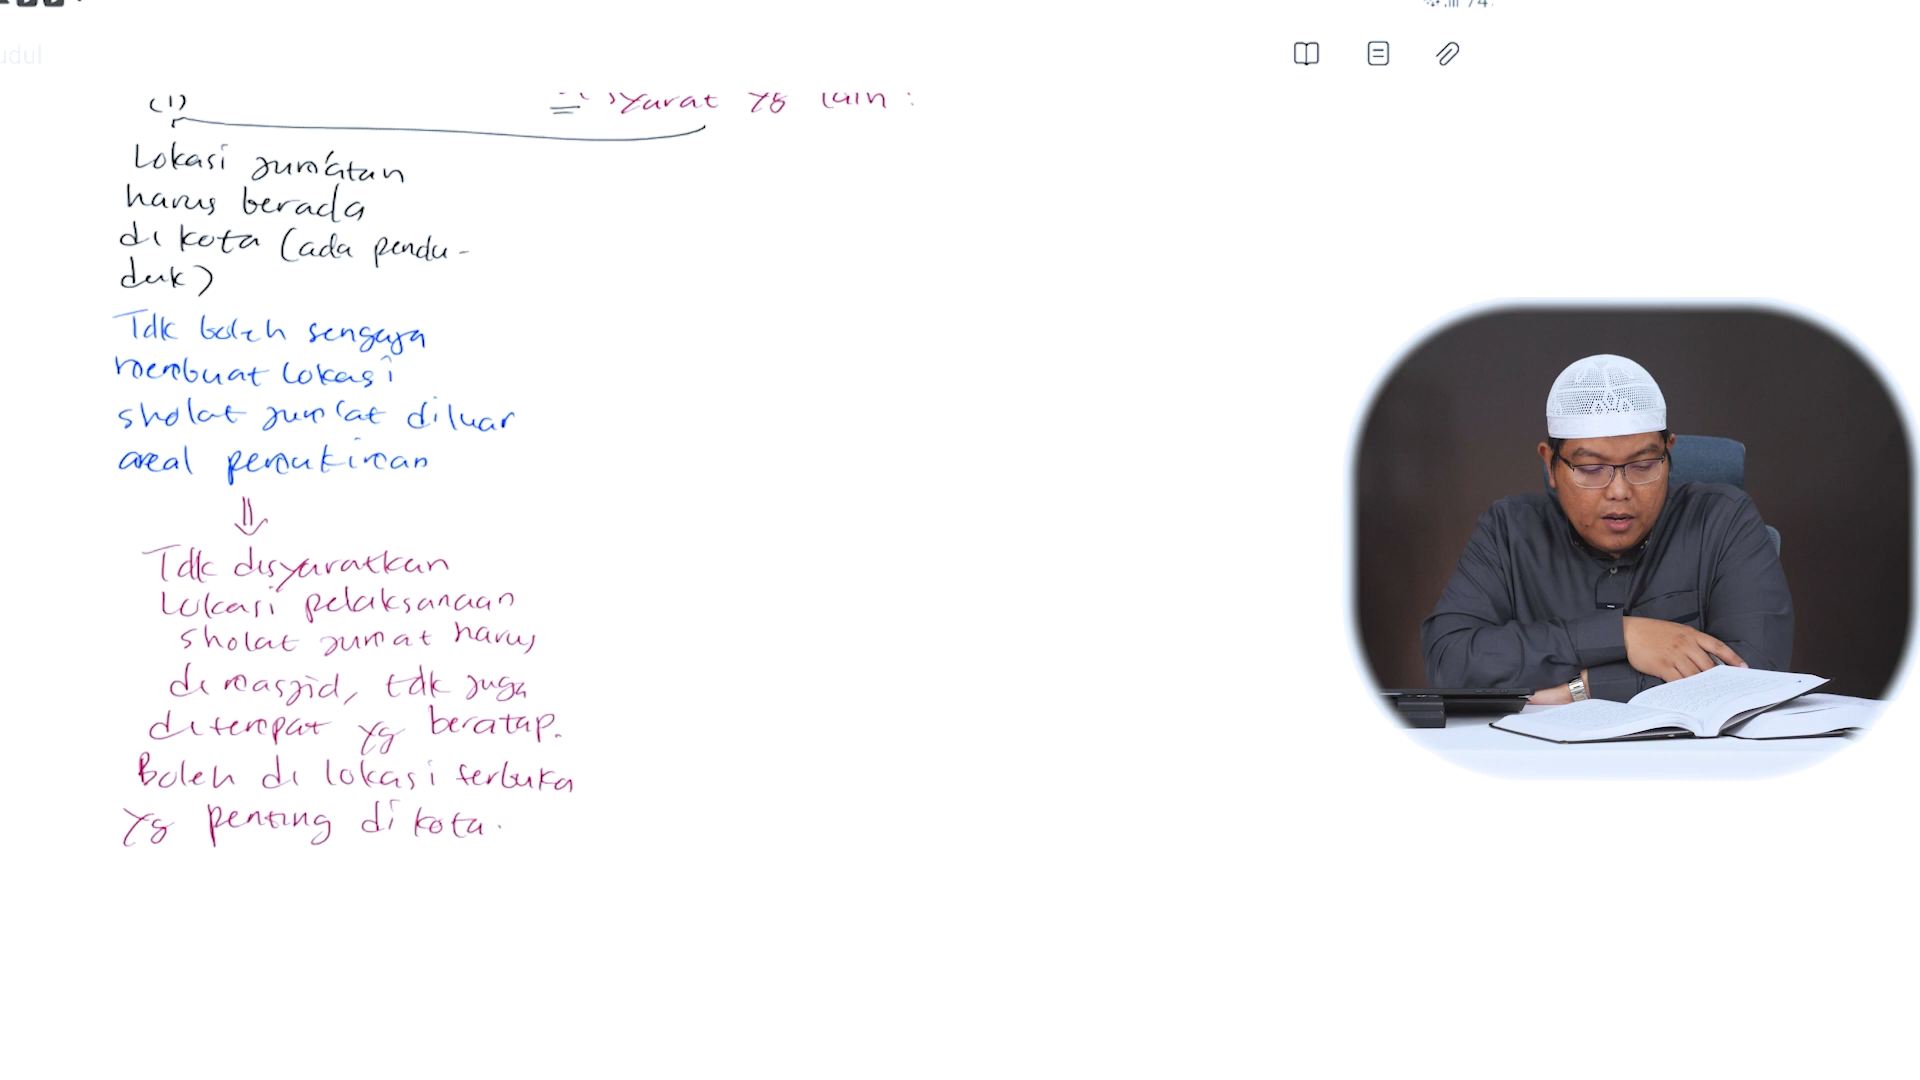 udul
(1)
syarat yg lain :
Lokasi jum'atan
harus berada
di kota (ada pendu-
duk)
Tdk boleh sengaja
membuat lokasi
sholat jum'at diluar
areal pemukiman
Tdk disyaratkan
Lokasi pelaksanaan
sholat jumat harus
di masjid, tdk juga
ditempat yg beratap.
Boleh di lokasi terbuka
yg penting di kota.